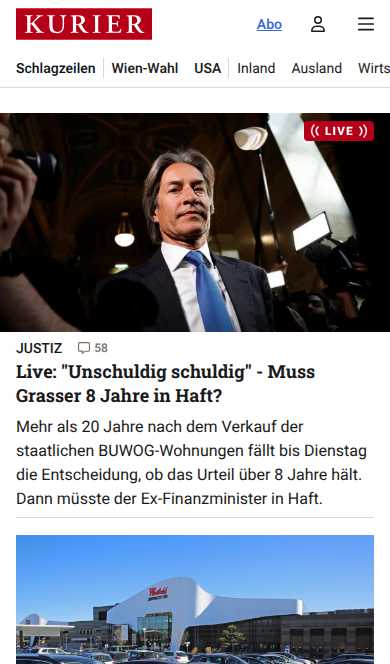 KURIER
Abo
Schlagzeilen Wien-Wahl USA Inland Ausland Wirts
((LIVE))
JUSTIZ 58
Live: "Unschuldig schuldig" - Muss
Grasser 8 Jahre in Haft?
Mehr als 20 Jahre nach dem Verkauf der
staatlichen BUWOG-Wohnungen fällt bis Dienstag
die Entscheidung, ob das Urteil über 8 Jahre hält.
Dann müsste der Ex-Finanzminister in Haft.
Westfield